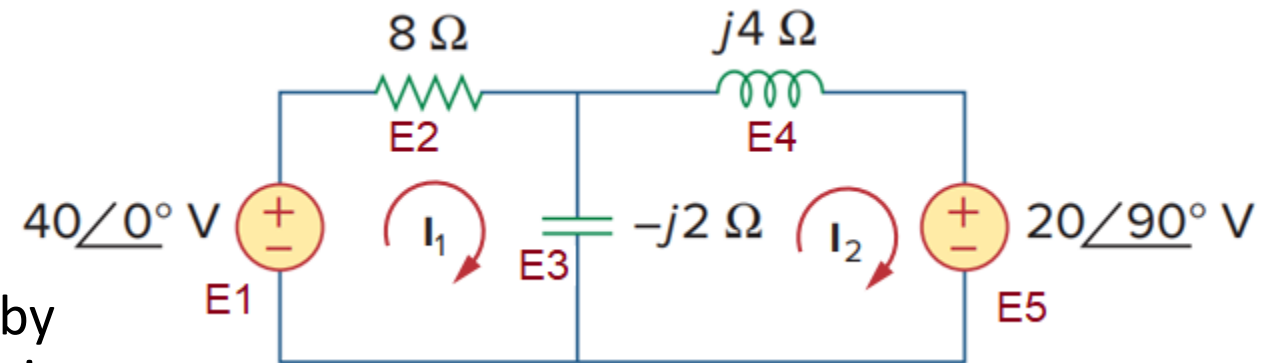 8 Ω
j4 Ω
E2
E4
+
−
40/0° V
I₁
−j2 Ω
I₂
+
−
20/90° V
E3
E1
E5
by